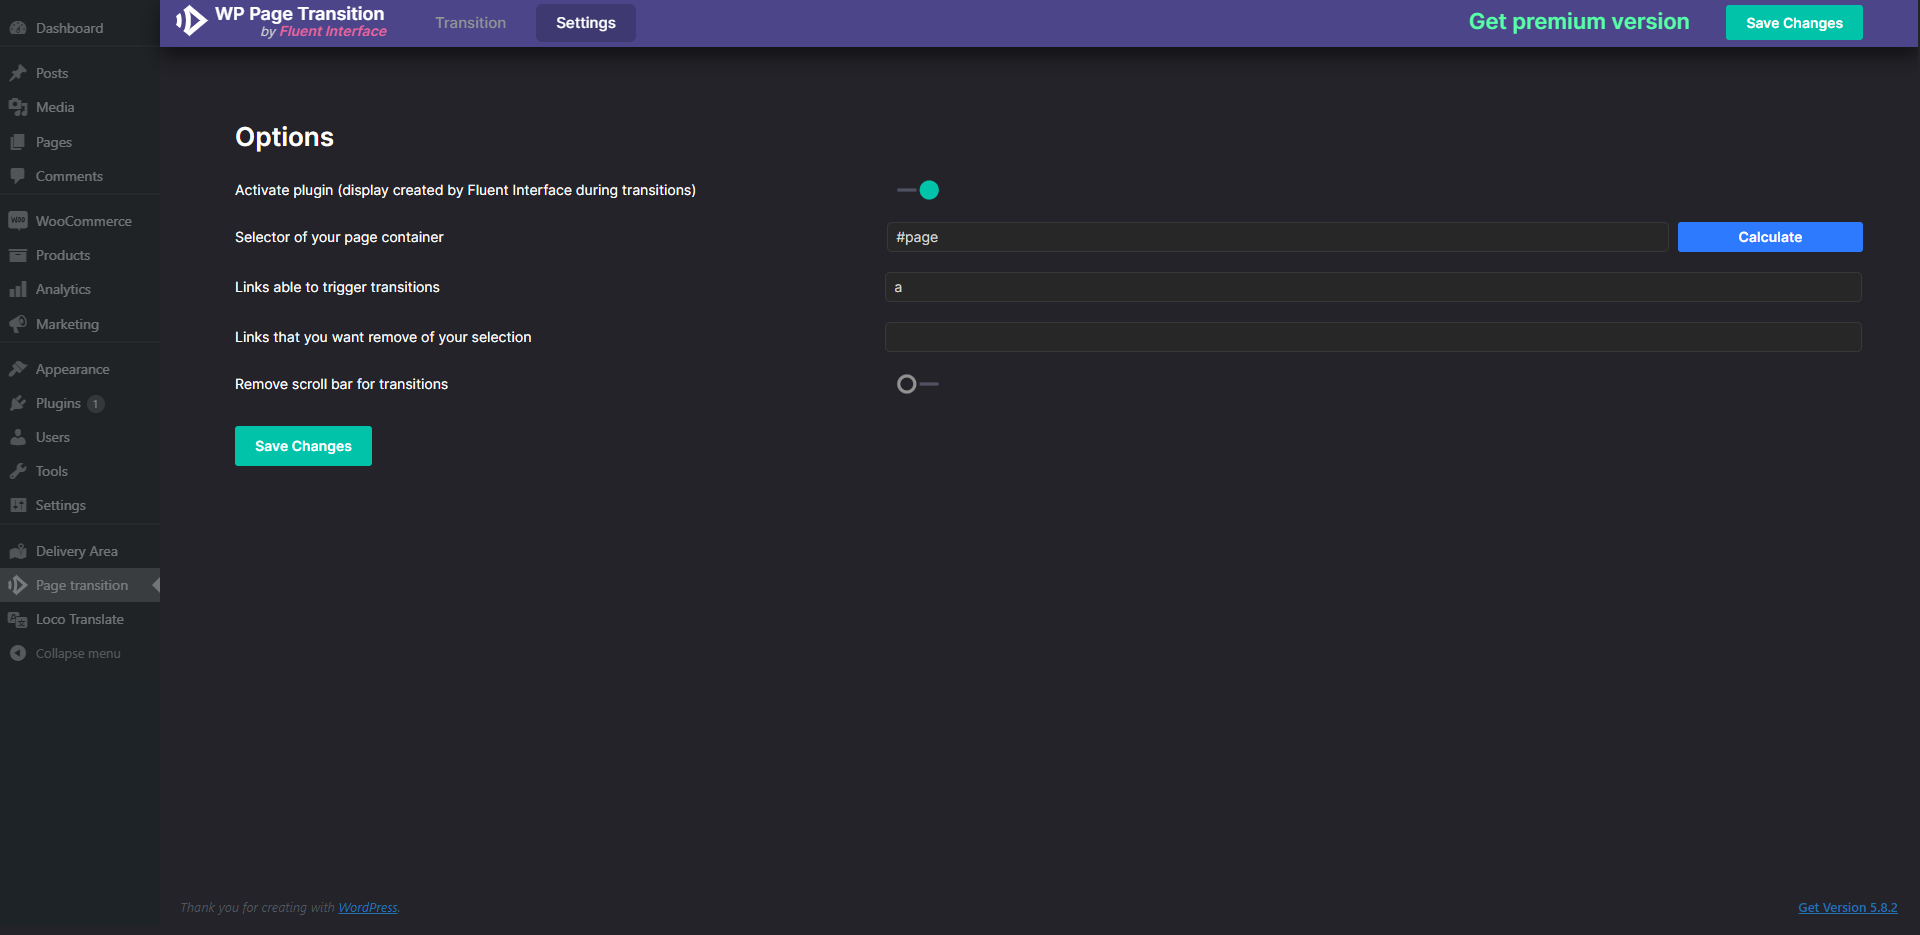 Dashboard
Posts
Media
Pages
Comments
WooCommerce
Products
Analytics
Marketing
Appearance
Plugins 1
Users
Tools
Settings
Delivery Area
Page transition
Loco Translate
Collapse menu
WP Page Transition
by Fluent Interface
Transition
Settings
Get premium version
Save Changes
Options
Activate plugin (display created by Fluent Interface during transitions)
Selector of your page container
#page
Calculate
Links able to trigger transitions
a
Links that you want remove of your selection
Remove scroll bar for transitions
Save Changes
Thank you for creating with WordPress.
Get Version 5.8.2